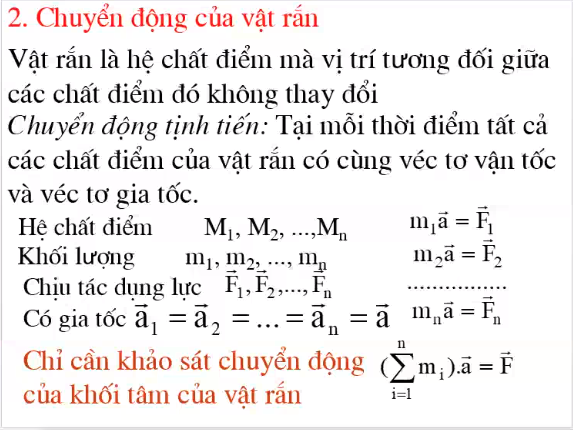 2. Chuyển động của vật rắn
Vật rắn là hệ chất điểm mà vị trí tương đối giữa
các chất điểm đó không thay đổi
Chuyển động tịnh tiến: Tại mỗi thời điểm tất cả
các chất điểm của vật rắn có cùng véc tơ vận tốc
và véc tơ gia tốc.
Hệ chất điểm M₁, M₂, ...,Mₙ m₁a⃗ = F⃗₁
Khối lượng m₁, m₂, ..., mₙ m₂a⃗ = F⃗₂
Chịu tác dụng lực F⃗₁,F⃗₂,...,F⃗ₙ ................
Có gia tốc a⃗₁ = a⃗₂ = ... = a⃗ₙ = a⃗ mₙa⃗ = F⃗ₙ
Chỉ cần khảo sát chuyển động (∑ⁿᵢ₌₁ mᵢ).a⃗ = F⃗
của khối tâm của vật rắn